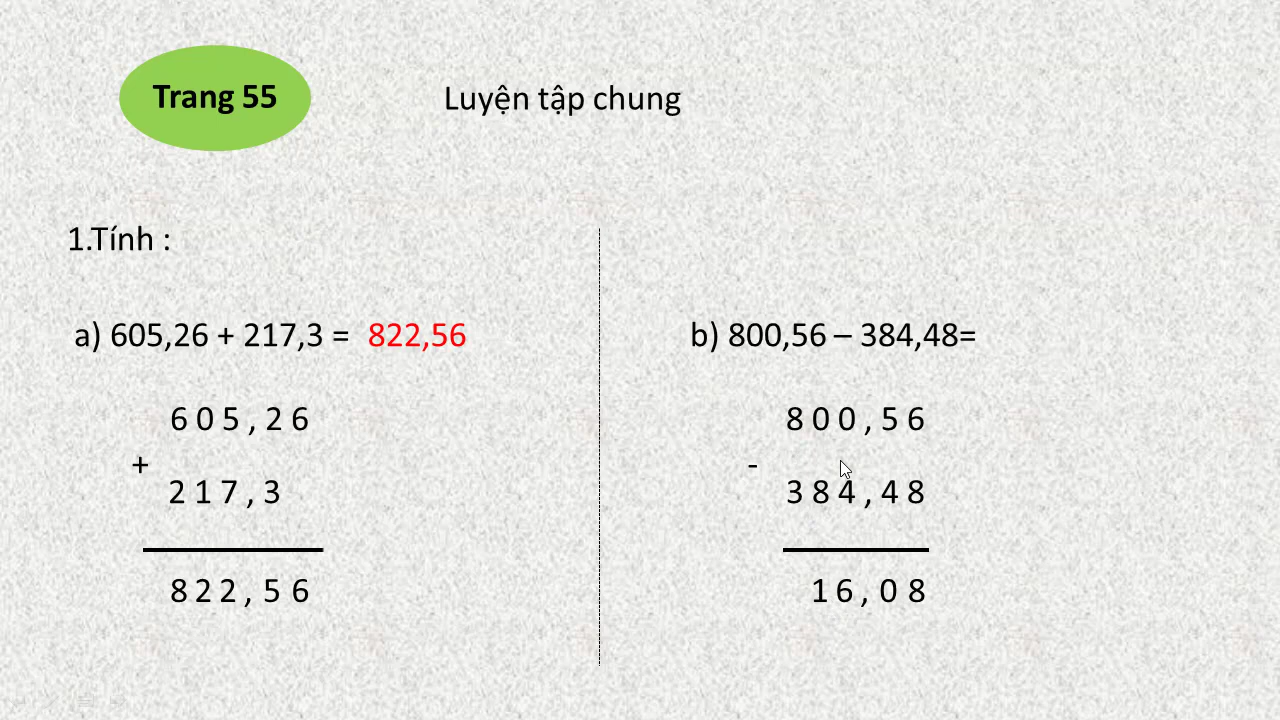 Trang 55
Luyện tập chung
1.Tính :
a) 605,26 + 217,3 = 822,56
6 0 5 , 2 6
+
2 1 7 , 3
8 2 2 , 5 6
b) 800,56 – 384,48=
8 0 0 , 5 6
-
3 8 4 , 4 8
1 6 , 0 8